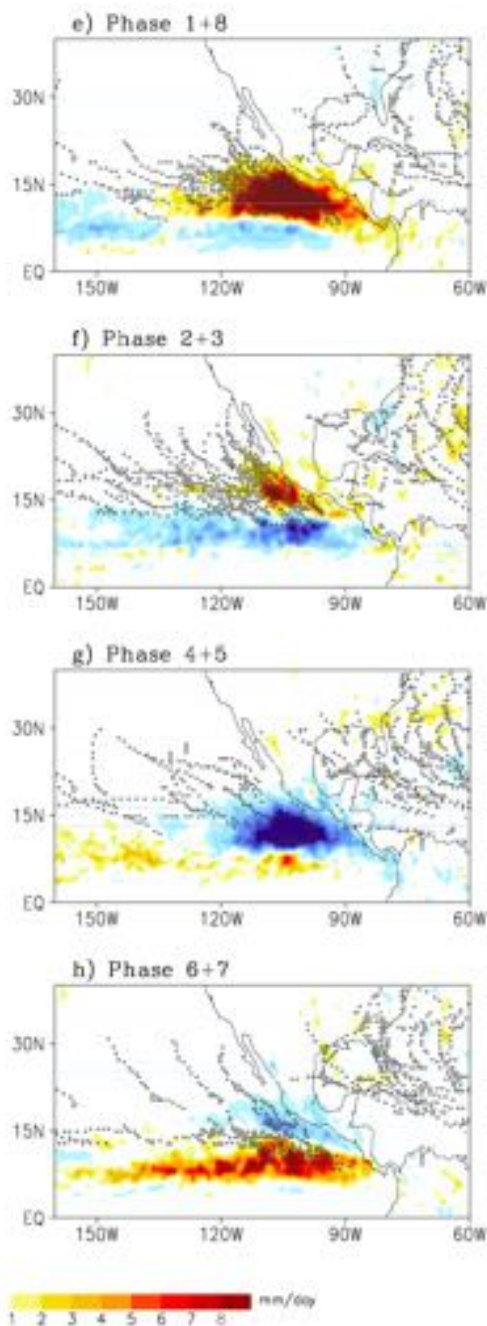 e) Phase 1+8
30N
15N
EQ
150W 120W 90W 60W
f) Phase 2+3
30N
15N
EQ
150W 120W 90W 60W
g) Phase 4+5
30N
15N
EQ
150W 120W 90W 60W
h) Phase 6+7
30N
15N
EQ
150W 120W 90W 60W
mm/day
1 2 3 4 5 6 7 8